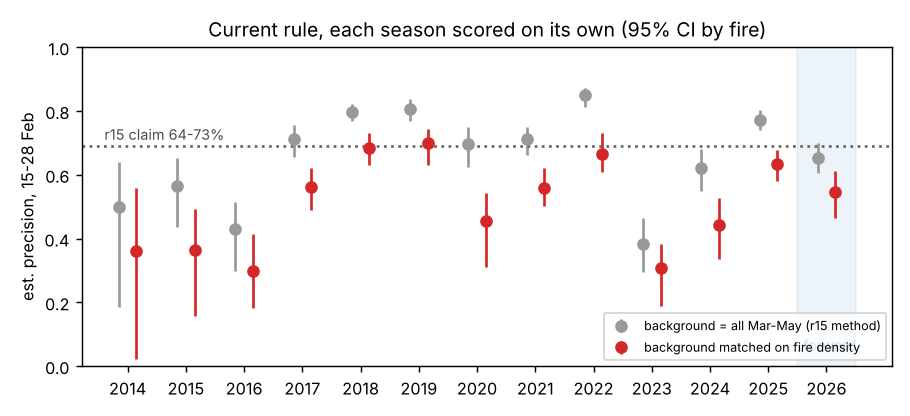 Current rule, each season scored on its own (95% CI by fire)
est. precision, 15-28 Feb
1.0
0.8
0.6
0.4
0.2
0.0
r15 claim 64-73%
background = all Mar-May (r15 method)
background matched on fire density
2014 2015 2016 2017 2018 2019 2020 2021 2022 2023 2024 2025 2026